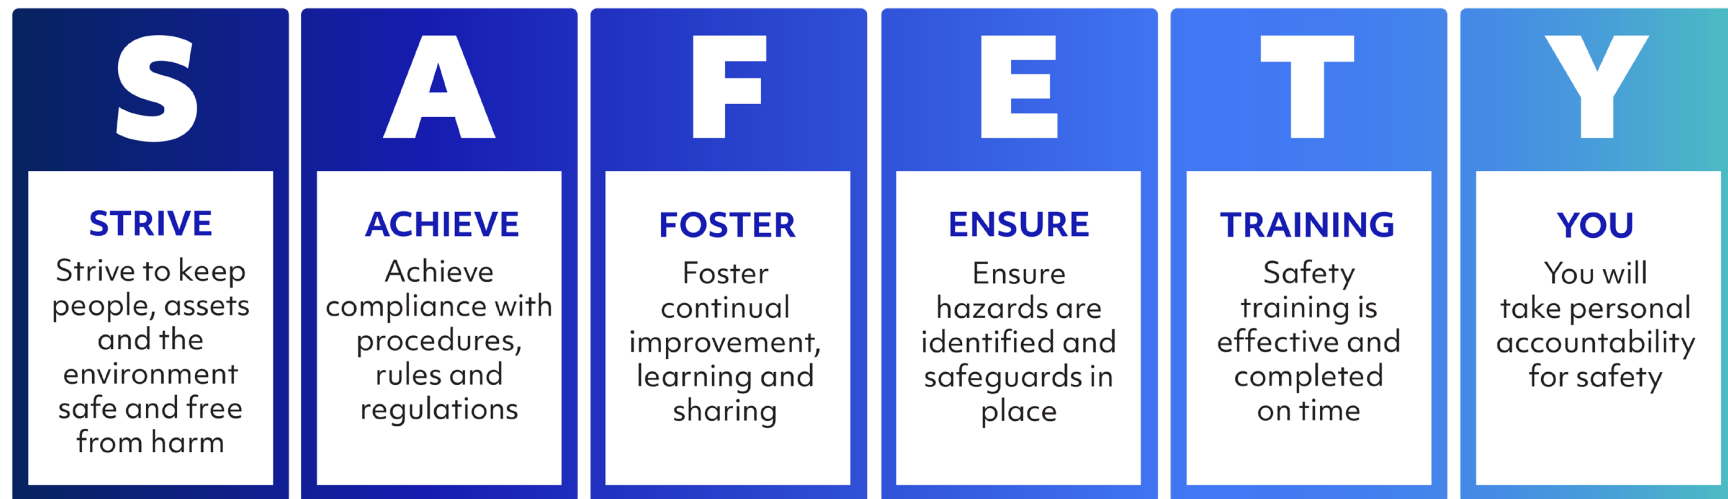 S
STRIVE
Strive to keep
people, assets
and the
environment
safe and free
from harm
A
ACHIEVE
Achieve
compliance with
procedures,
rules and
regulations
F
FOSTER
Foster
continual
improvement,
learning and
sharing
E
ENSURE
Ensure
hazards are
identified and
safeguards in
place
T
TRAINING
Safety
training is
effective and
completed
on time
Y
YOU
You will
take personal
accountability
for safety